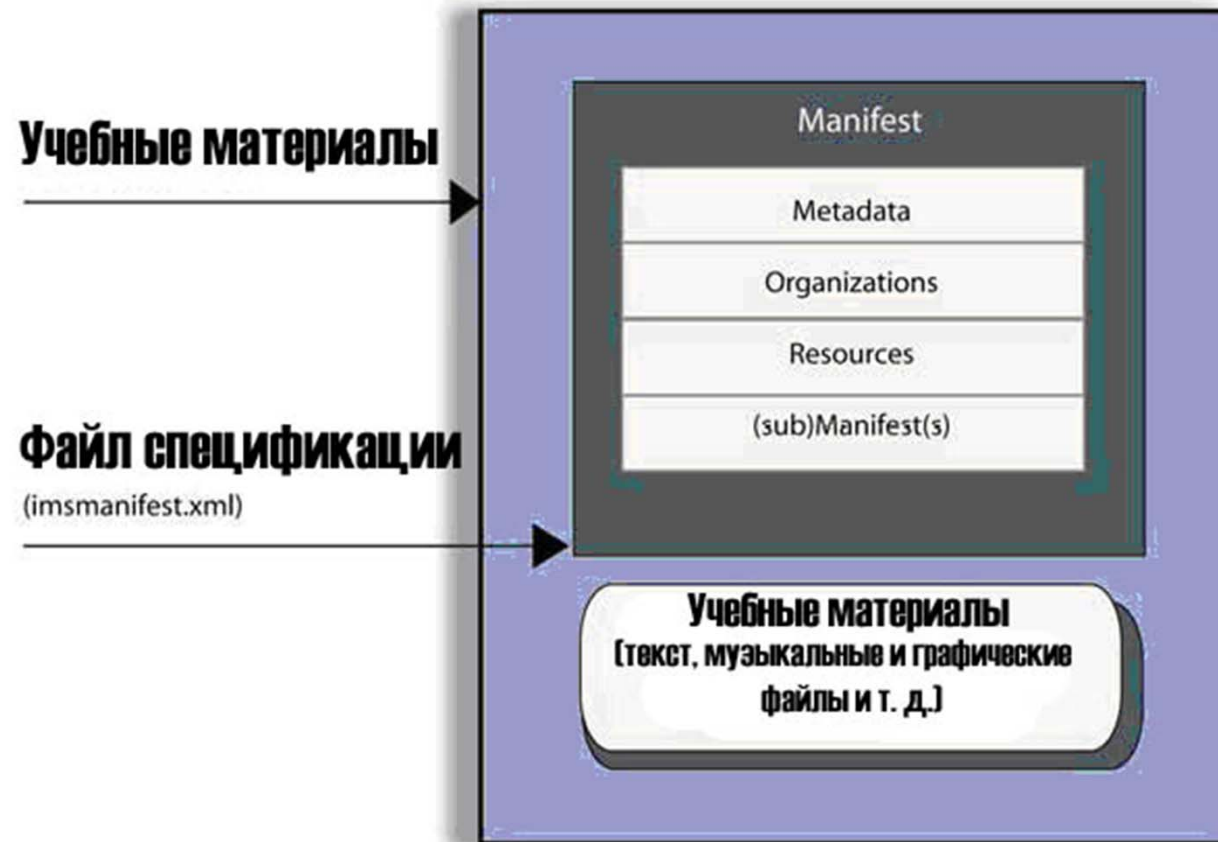 Учебные материалы
Файл спецификации
(imsmanifest.xml)
Manifest
Metadata
Organizations
Resources
(sub)Manifest(s)
Учебные материалы
(текст, музыкальные и графические
файлы и т. д.)